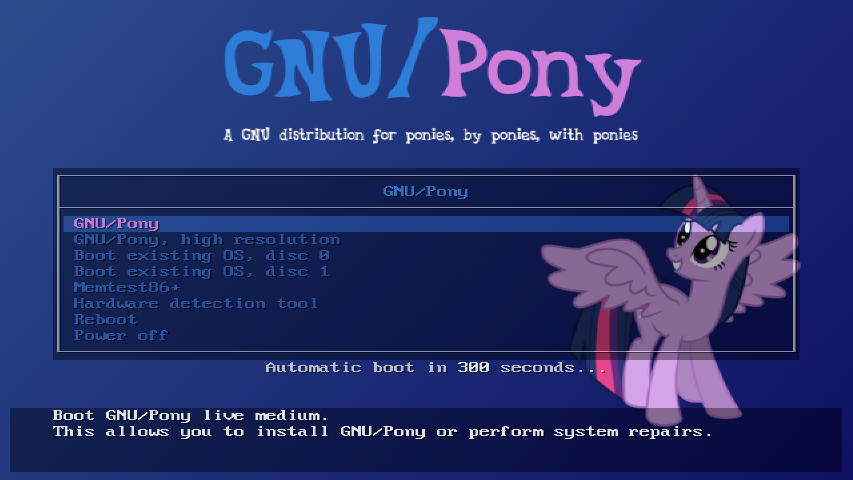 GNU/Pony
A GNU distribution for ponies, by ponies, with ponies
GNU/Pony
GNU/Pony
GNU/Pony, high resolution
Boot existing OS, disc 0
Boot existing OS, disc 1
Memtest86+
Hardware detection tool
Reboot
Power off
Automatic boot in 300 seconds...
Boot GNU/Pony live medium.
This allows you to install GNU/Pony or perform system repairs.